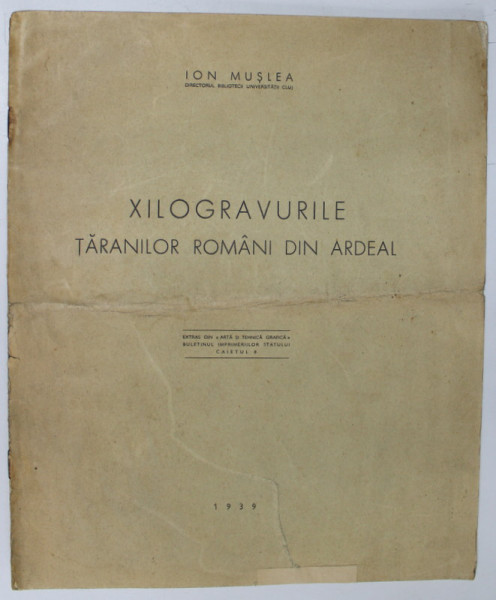 ION MUȘLEA
DIRECTORUL BIBLIOTECII UNIVERSITĂȚII CLUJ
XILOGRAVURILE
ȚĂRANILOR ROMÂNI DIN ARDEAL
EXTRAS DIN «ARTĂ ȘI TEHNICĂ GRAFICĂ»
BULETINUL IMPRIMERIILOR STATULUI
CAIETUL X
1939